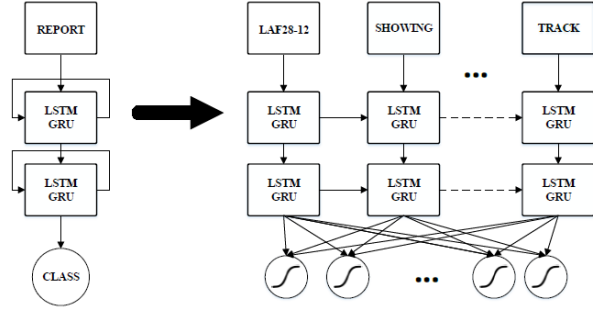 REPORT
LAF28-12
SHOWING
TRACK
...
LSTM
GRU
LSTM
GRU
LSTM
GRU
LSTM
GRU
LSTM
GRU
LSTM
GRU
LSTM
GRU
LSTM
GRU
CLASS
...